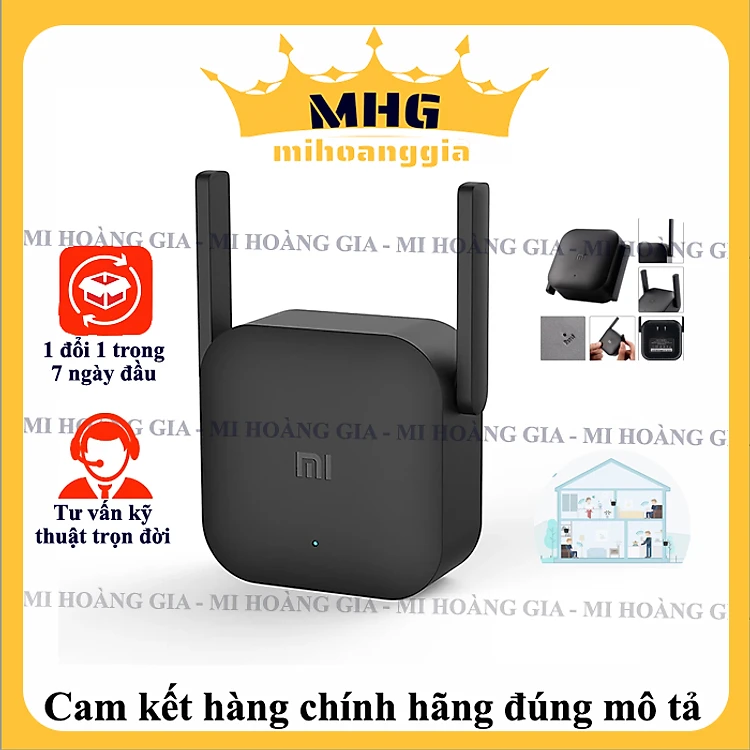 MHG
mihoanggia
MI HOÀNG GIA - MI HOÀNG GIA - MI HOÀNG GIA - MI HOÀNG GIA
1 đổi 1 trong
7 ngày đầu
MI HOÀNG GIA - MI HOÀNG GIA - MI HOÀNG GIA - MI HOÀNG G
mi
Tư vấn kỹ
thuật trọn đời
MI HOÀNG GIA - MI HOÀNG GIA - MI HOÀNG GIA - MI HOÀNG G
Cam kết hàng chính hãng đúng mô tả